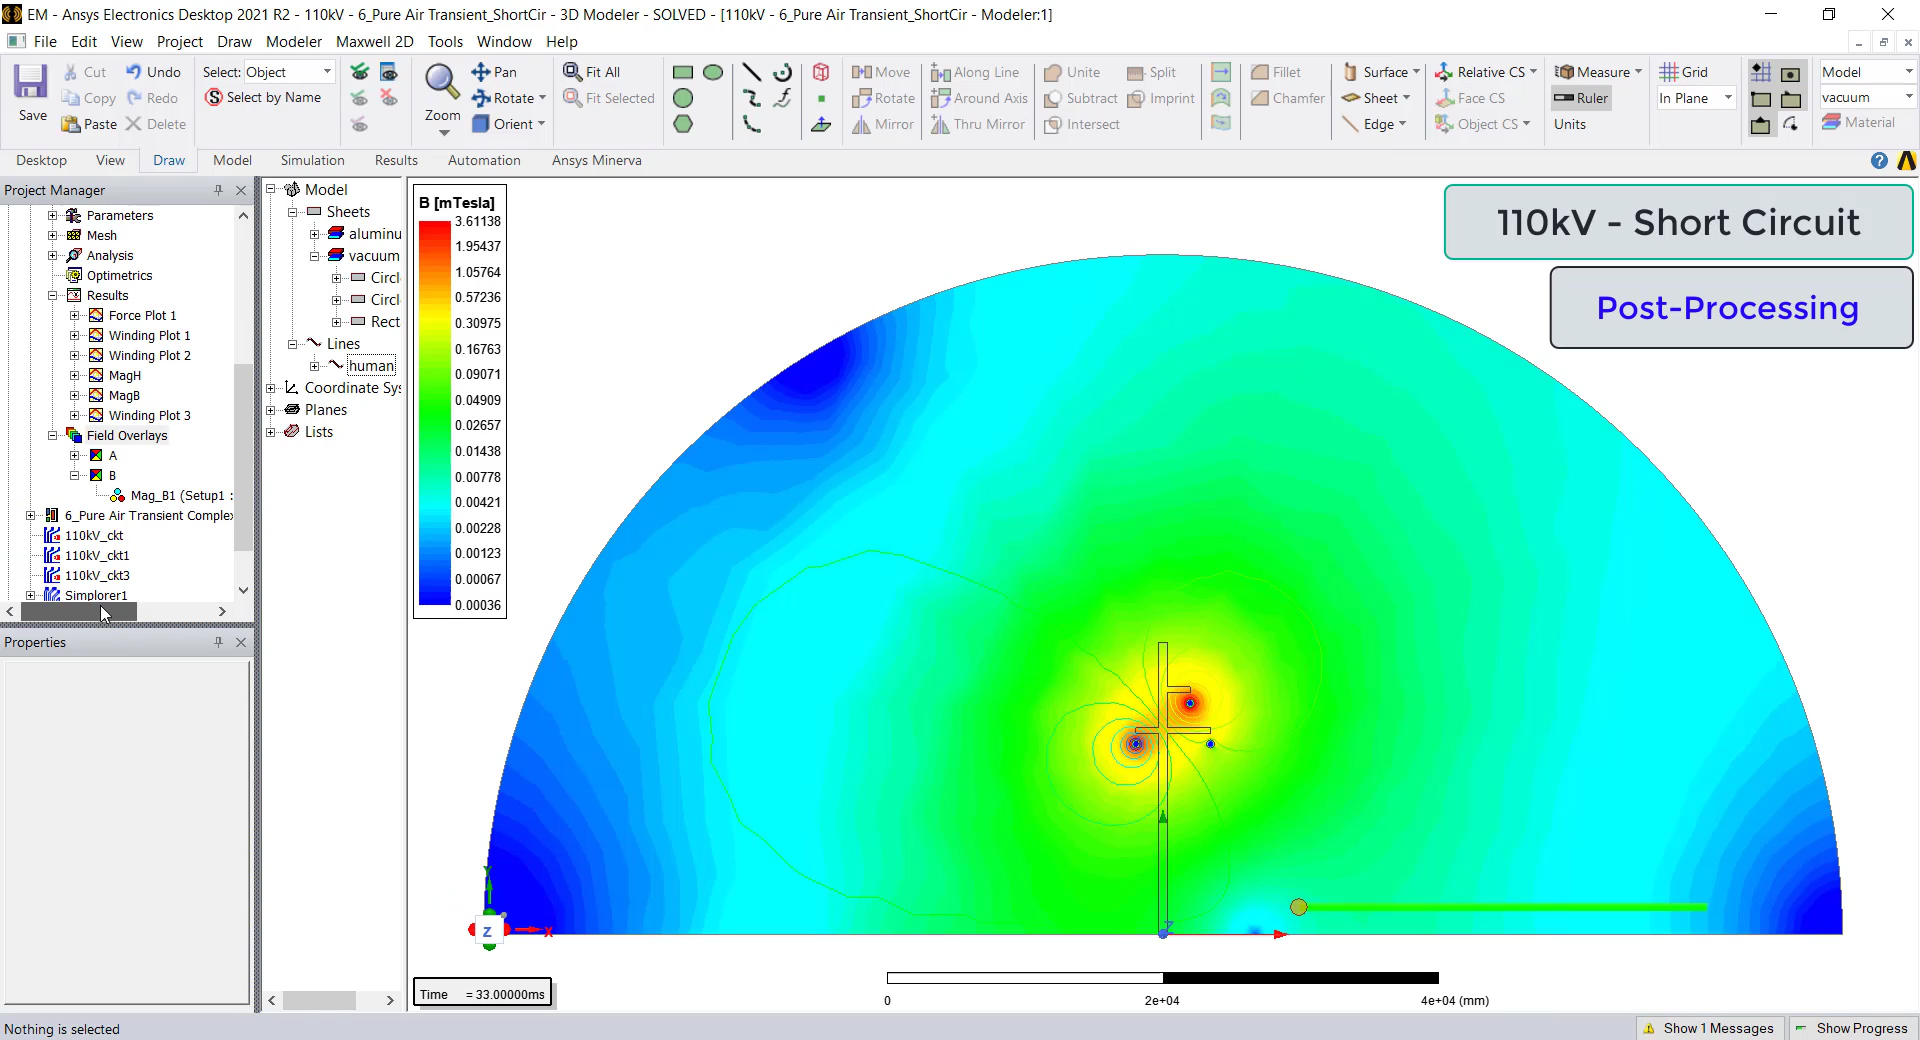 EM - Ansys Electronics Desktop 2021 R2 - 110kV - 6_Pure Air Transient_ShortCir - 3D Modeler - SOLVED - [110kV - 6_Pure Air Transient_ShortCir - Modeler:1]
File Edit View Project Draw Modeler Maxwell 2D Tools Window Help
Save
Cut
Copy
Paste
Undo
Redo
Delete
Select: Object
Select by Name
Zoom
Pan
Rotate
Orient
Fit All
Fit Selected
Move
Rotate
Mirror
Along Line
Around Axis
Thru Mirror
Unite
Subtract
Intersect
Split
Imprint
Fillet
Chamfer
Surface
Sheet
Edge
Relative CS
Face CS
Object CS
Measure
Ruler
Units
Grid
In Plane
Model
vacuum
Material
Desktop View Draw Model Simulation Results Automation Ansys Minerva
Project Manager
Parameters
Mesh
Analysis
Optimetrics
Results
Force Plot 1
Winding Plot 1
Winding Plot 2
MagH
MagB
Winding Plot 3
Field Overlays
A
B
Mag_B1 (Setup1 :
6_Pure Air Transient Complex
110kV_ckt
110kV_ckt1
110kV_ckt3
Simplorer1
Properties
Model
Sheets
aluminu
vacuum
Circl
Circl
Rect
Lines
human
Coordinate Sys
Planes
Lists
B [mTesla]
3.61138
1.95437
1.05764
0.57236
0.30975
0.16763
0.09071
0.04909
0.02657
0.01438
0.00778
0.00421
0.00228
0.00123
0.00067
0.00036
110kV - Short Circuit
Post-Processing
Y
Z
X
Z
Time = 33.00000ms
0 2e+04 4e+04 (mm)
Nothing is selected
Show 1 Messages
Show Progress